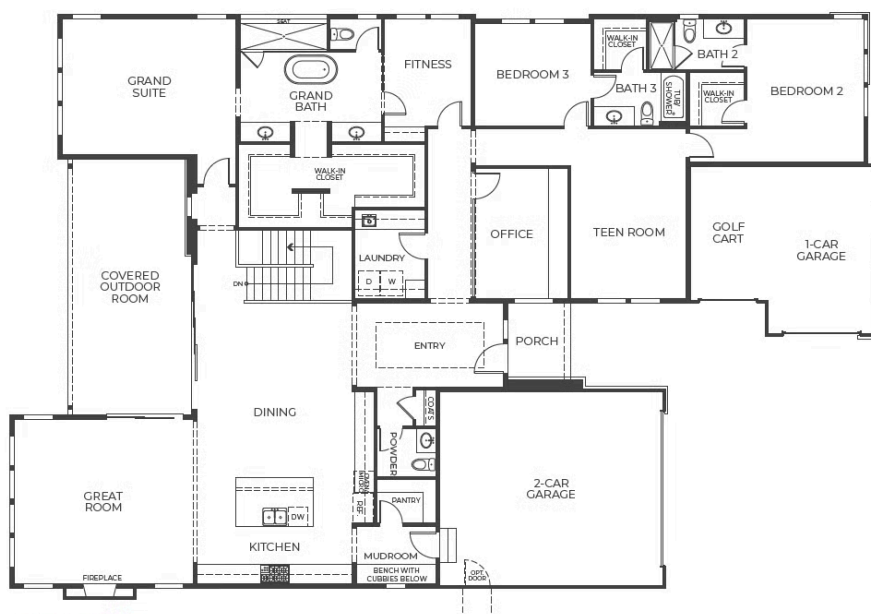 SEAT
GRAND
SUITE
GRAND
BATH
FITNESS
BEDROOM 3
WALK-IN
CLOSET
BATH 2
BATH 3
TUB/
SHOWER
WALK-IN
CLOSET
BEDROOM 2
WALK-IN
CLOSET
LAUNDRY
D
W
OFFICE
TEEN ROOM
GOLF
CART
1-CAR
GARAGE
COVERED
OUTDOOR
ROOM
DN
ENTRY
PORCH
DINING
COATS
POWDER
OVEN/
MICRO
REF.
PANTRY
2-CAR
GARAGE
GREAT
ROOM
DW
KITCHEN
MUDROOM
BENCH WITH
CUBBIES BELOW
OPT.
DOOR
FIREPLACE